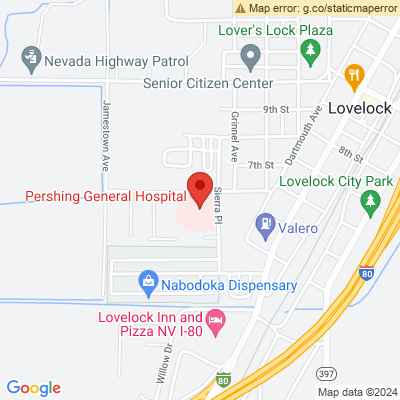 Map error: g.co/staticmaperror
Lover's Lock Plaza
Nevada Highway Patrol
Senior Citizen Center
Lovelock
9th St
Grinnel Ave
Dartmouth Ave
8th St
Jamestown Ave
7th St
Lovelock City Park
Pershing General Hospital
Sierra Pl
Valero
80
Nabodoka Dispensary
Lovelock Inn and
Pizza NV I-80
Willow Dr
397
80
Google
Map data ©2024